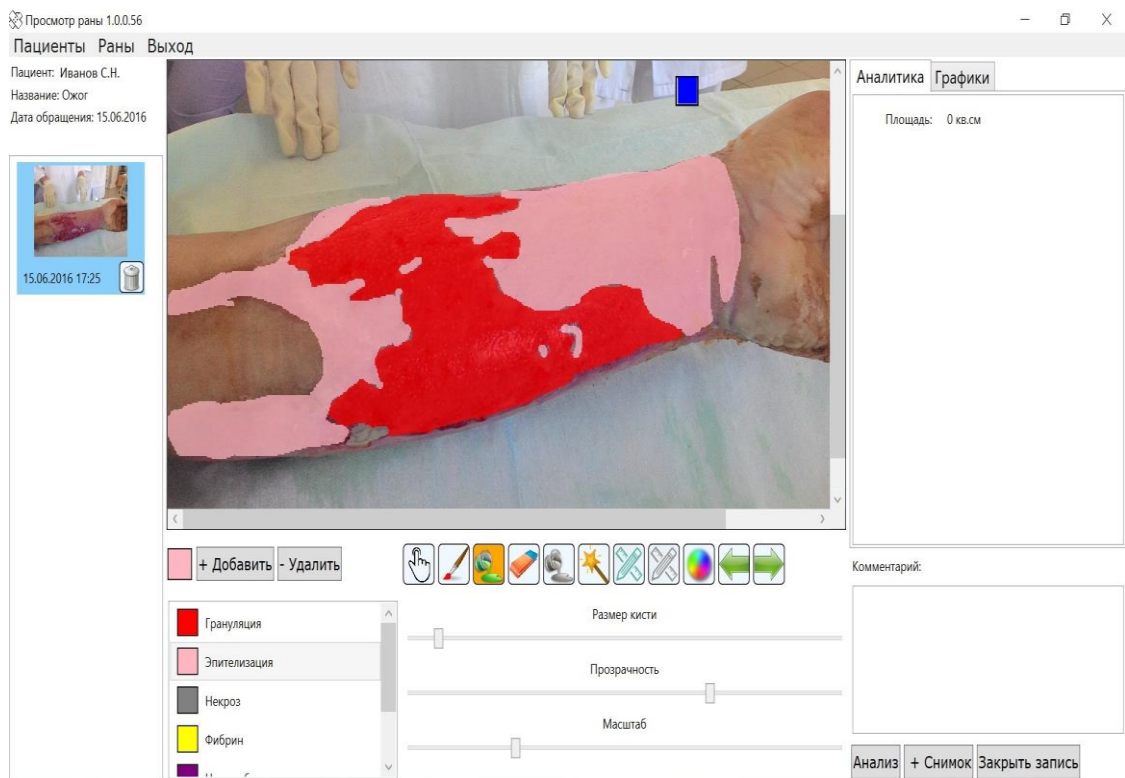 Просмотр раны 1.0.0.56
Пациенты Раны Выход
Пациент: Иванов С.Н.
Название: Ожог
Дата обращения: 15.06.2016
15.06.2016 17:25
Аналитика Графики
Площадь: 0 кв.см
+ Добавить - Удалить
Грануляция
Эпителизация
Некроз
Фибрин
Размер кисти
Прозрачность
Масштаб
Комментарий:
Анализ + Снимок Закрыть запись